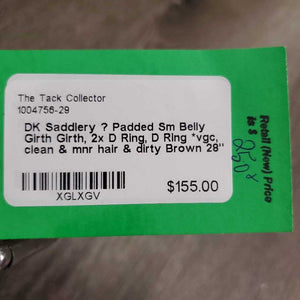 The Tack Collector
1004756-29
DK Saddlery ? Padded Sm Belly
Girth Girth, 2x D Ring, D Ring *vgc,
clean & mnr hair & dirty Brown 28"
$155.00
XGLXGV
Retail (New) Price
is $ 250